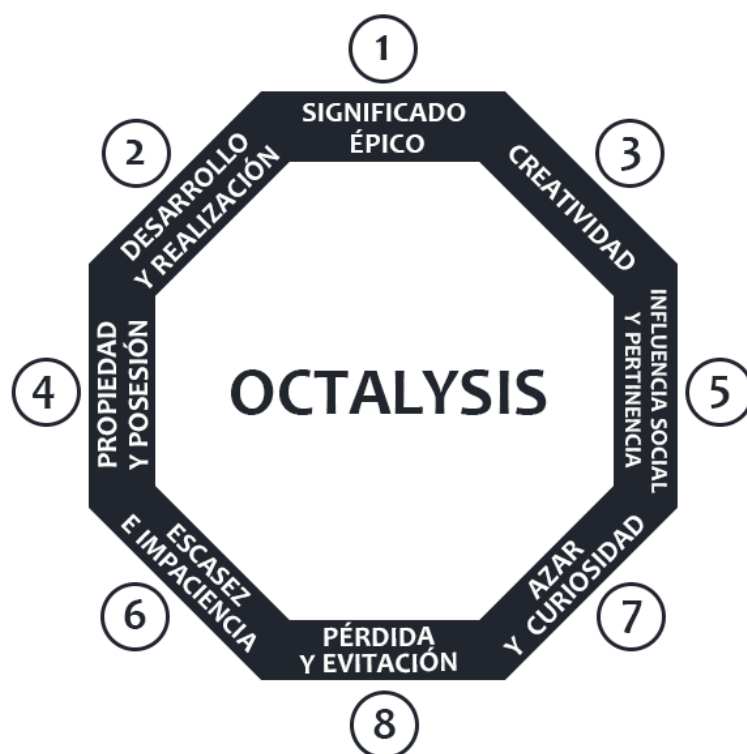 1
SIGNIFICADO
ÉPICO
2
DESARROLLO
Y REALIZACIÓN
3
CREATIVIDAD
4
PROPIEDAD
Y POSESIÓN
OCTALYSIS
5
INFLUENCIA SOCIAL
Y PERTINENCIA
6
ESCASEZ
E IMPACIENCIA
7
AZAR
Y CURIOSIDAD
PÉRDIDA
Y EVITACIÓN
8